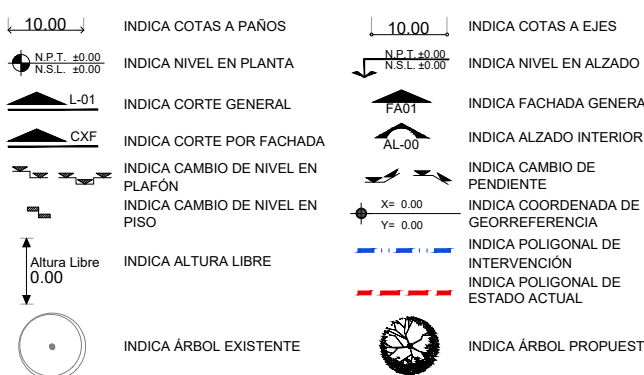 10.00 INDICA COTAS A PAÑOS
N.P.T. ±0.00
N.S.L. ±0.00
INDICA NIVEL EN PLANTA
L-01 INDICA CORTE GENERAL
CXF INDICA CORTE POR FACHADA
INDICA CAMBIO DE NIVEL EN
PLAFÓN
INDICA CAMBIO DE NIVEL EN
PISO
Altura Libre
0.00
INDICA ALTURA LIBRE
INDICA ÁRBOL EXISTENTE
10.00 INDICA COTAS A EJES
N.P.T. ±0.00
N.S.L. ±0.00
INDICA NIVEL EN ALZADO
FA01
INDICA FACHADA GENERA
AL-00
INDICA ALZADO INTERIOR
INDICA CAMBIO DE
PENDIENTE
X= 0.00
Y= 0.00
INDICA COORDENADA DE
GEORREFERENCIA
INDICA POLIGONAL DE
INTERVENCIÓN
INDICA POLIGONAL DE
ESTADO ACTUAL
INDICA ÁRBOL PROPUEST